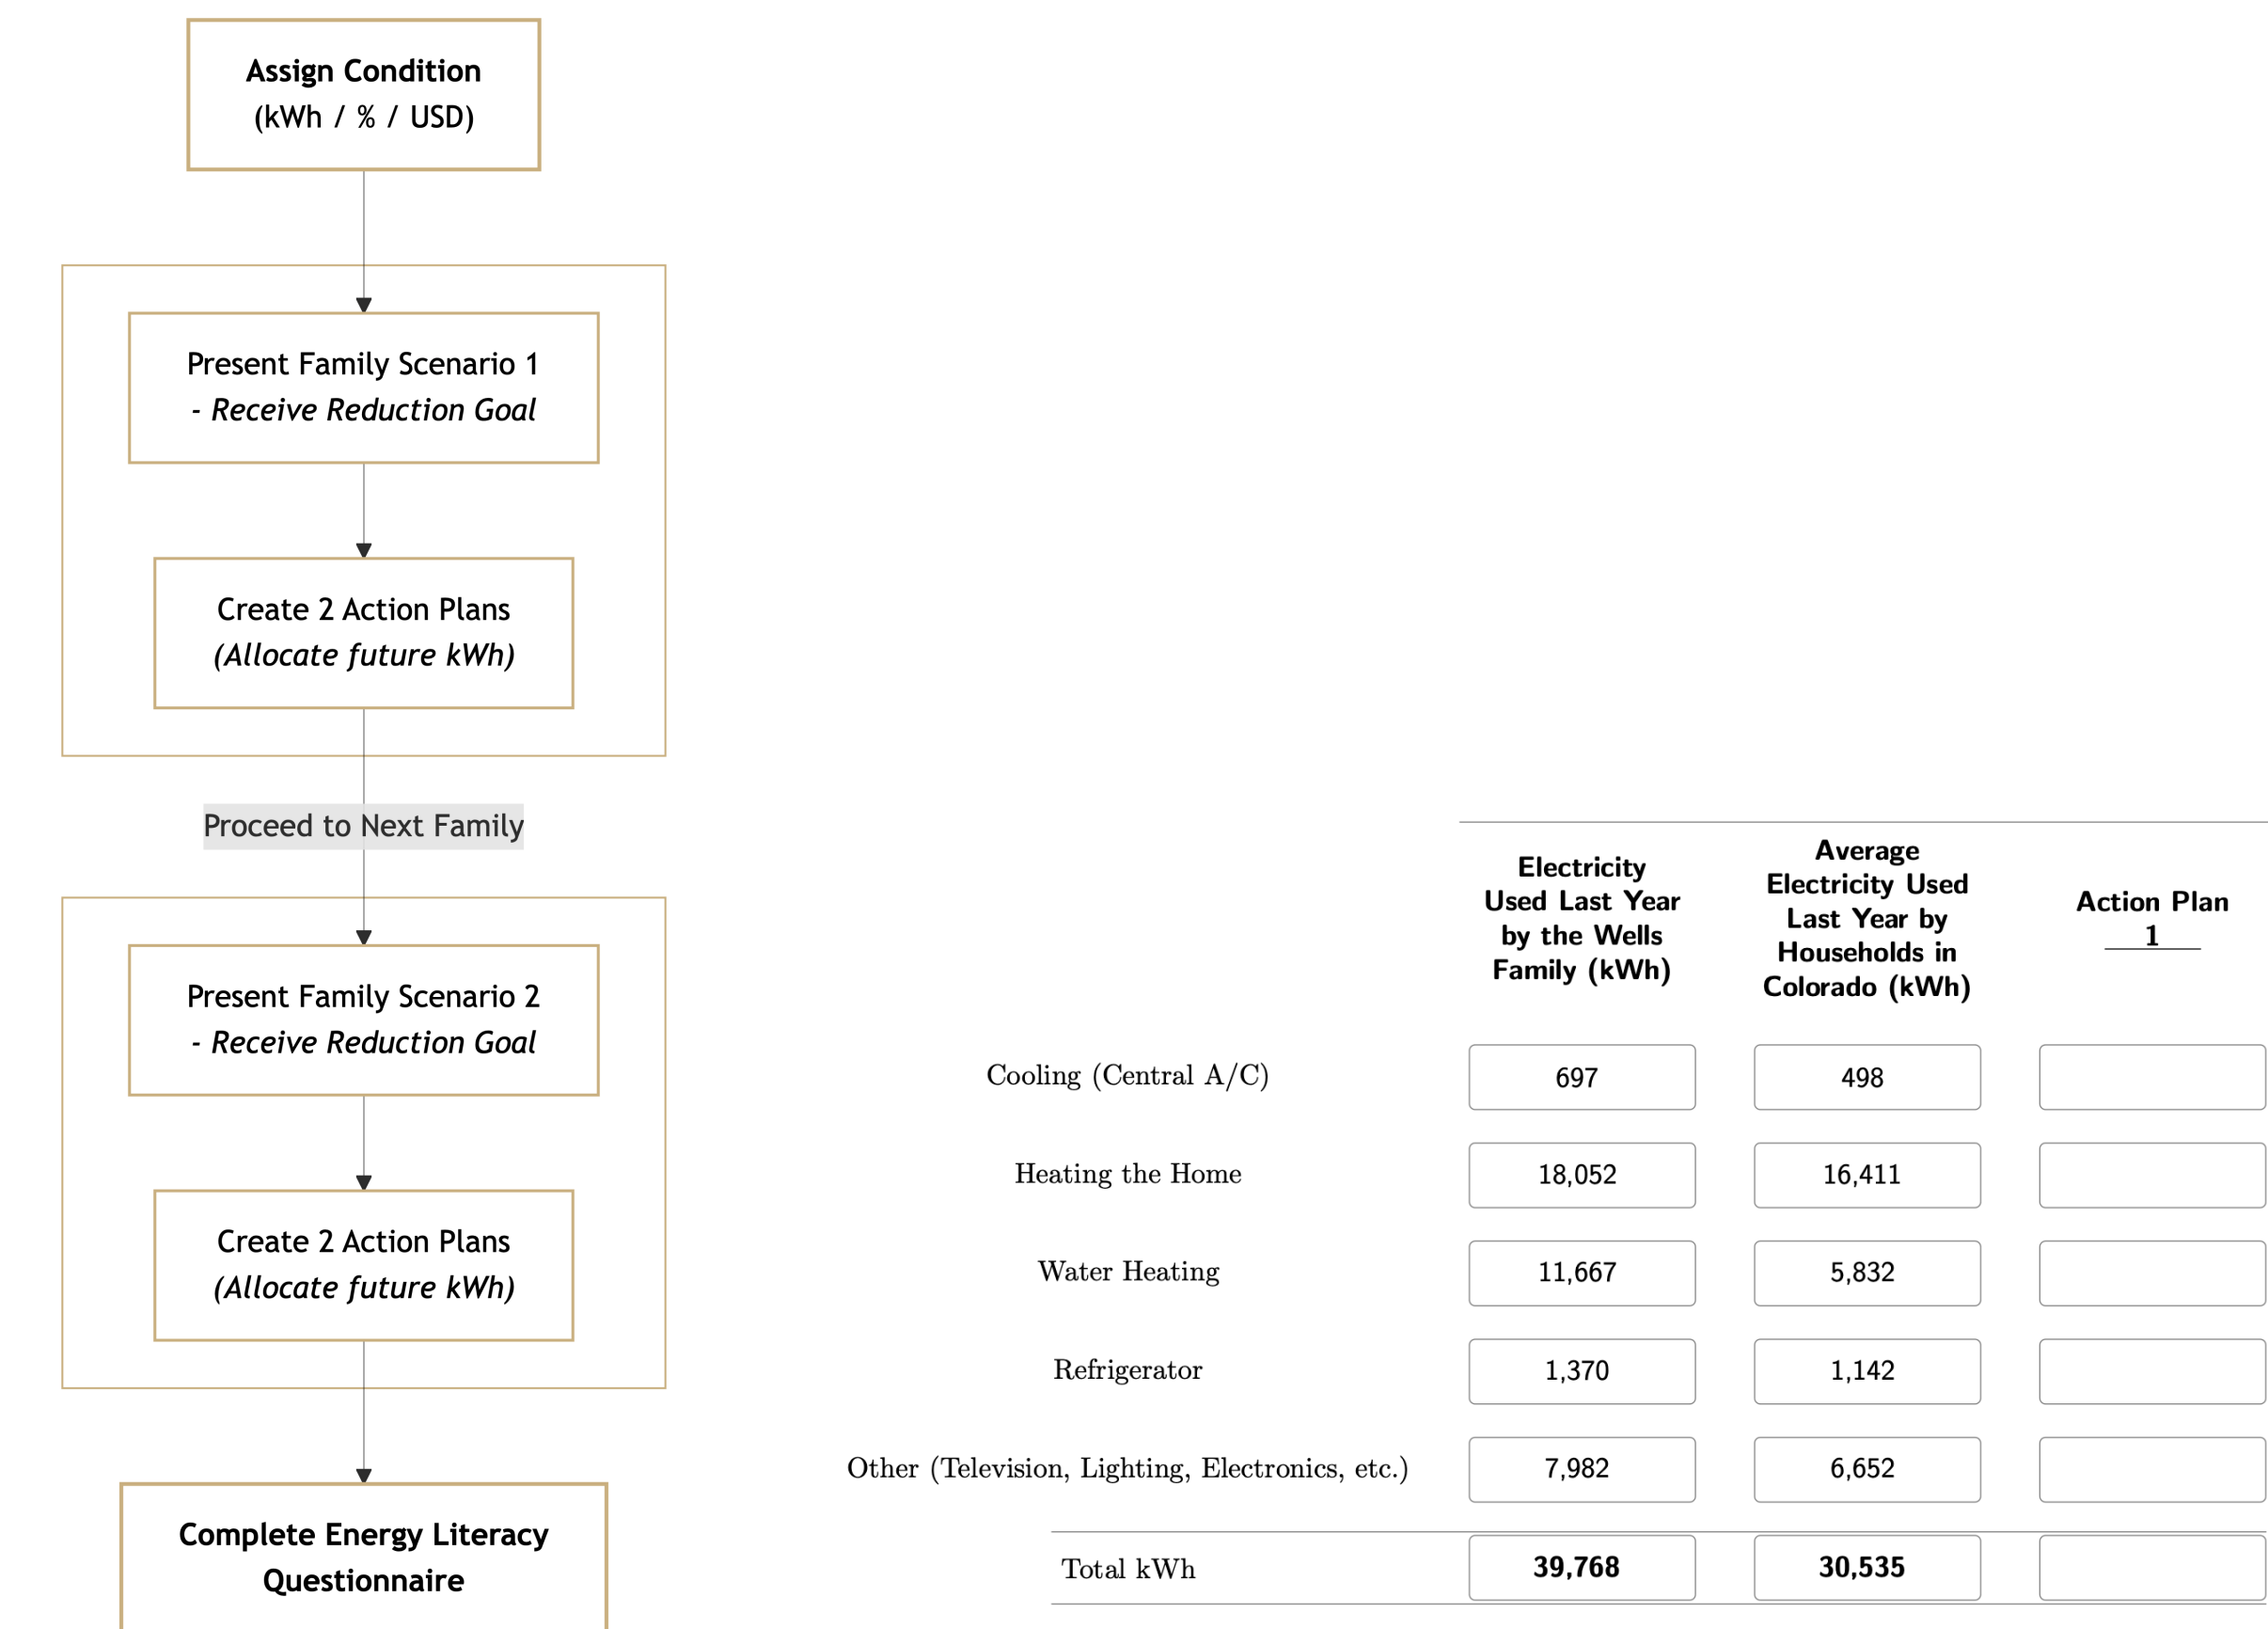 Assign Condition
(kWh / % / USD)
Present Family Scenario 1
- Receive Reduction Goal
Create 2 Action Plans
(Allocate future kWh)
Proceed to Next Family
Present Family Scenario 2
- Receive Reduction Goal
Create 2 Action Plans
(Allocate future kWh)
Complete Energy Literacy
Questionnaire
Electricity
Used Last Year
by the Wells
Family (kWh)
Average
Electricity Used
Last Year by
Households in
Colorado (kWh)
Action Plan
1
Cooling (Central A/C) 697 498
Heating the Home 18,052 16,411
Water Heating 11,667 5,832
Refrigerator 1,370 1,142
Other (Television, Lighting, Electronics, etc.) 7,982 6,652
Total kWh 39,768 30,535